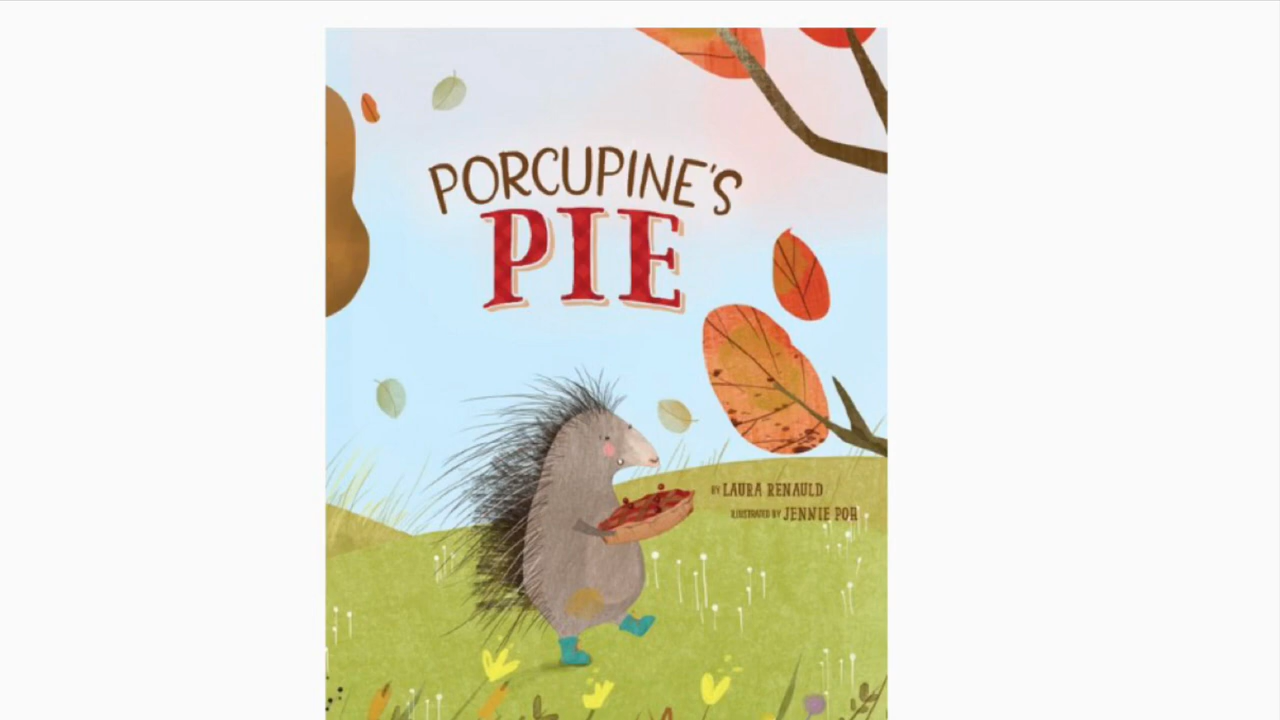 PORCUPINE'S
PIE
BY LAURA RENAULD
ILLUSTRATED BY JENNIE POH